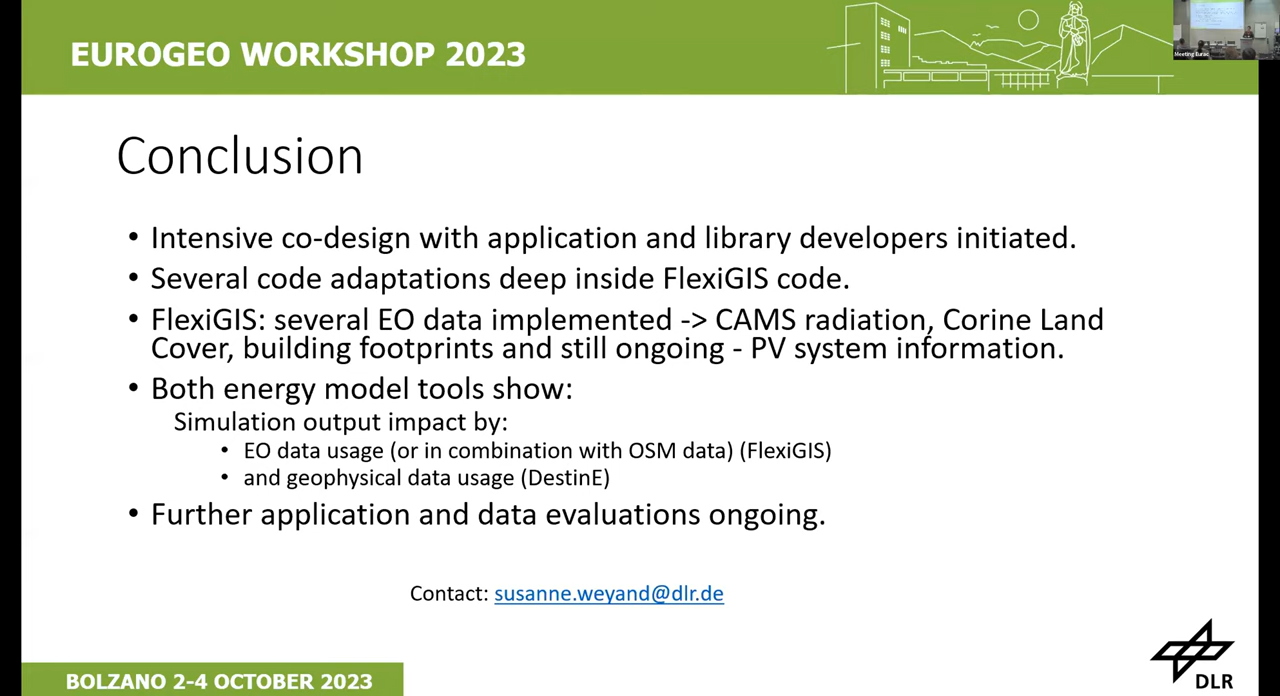 EUROGEO WORKSHOP 2023
Meeting Eurac
Conclusion
• Intensive co-design with application and library developers initiated.
• Several code adaptations deep inside FlexiGIS code.
• FlexiGIS: several EO data implemented -> CAMS radiation, Corine Land
Cover, building footprints and still ongoing - PV system information.
• Both energy model tools show:
Simulation output impact by:
• EO data usage (or in combination with OSM data) (FlexiGIS)
• and geophysical data usage (DestinE)
• Further application and data evaluations ongoing.
Contact: susanne.weyand@dlr.de
BOLZANO 2-4 OCTOBER 2023
DLR